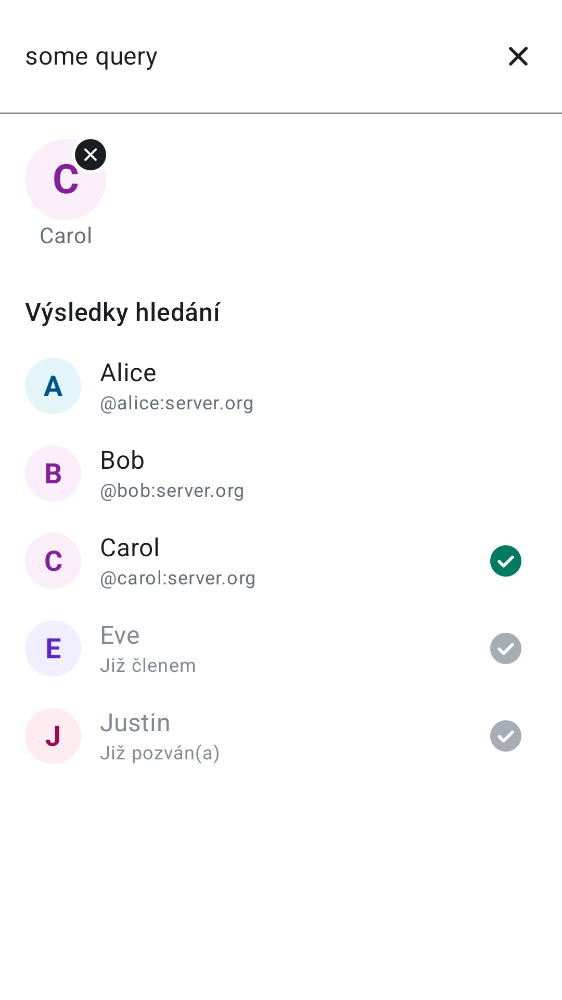 some query
C
Carol
Výsledky hledání
A
Alice
@alice:server.org
B
Bob
@bob:server.org
C
Carol
@carol:server.org
E
Eve
Již členem
J
Justin
Již pozván(a)